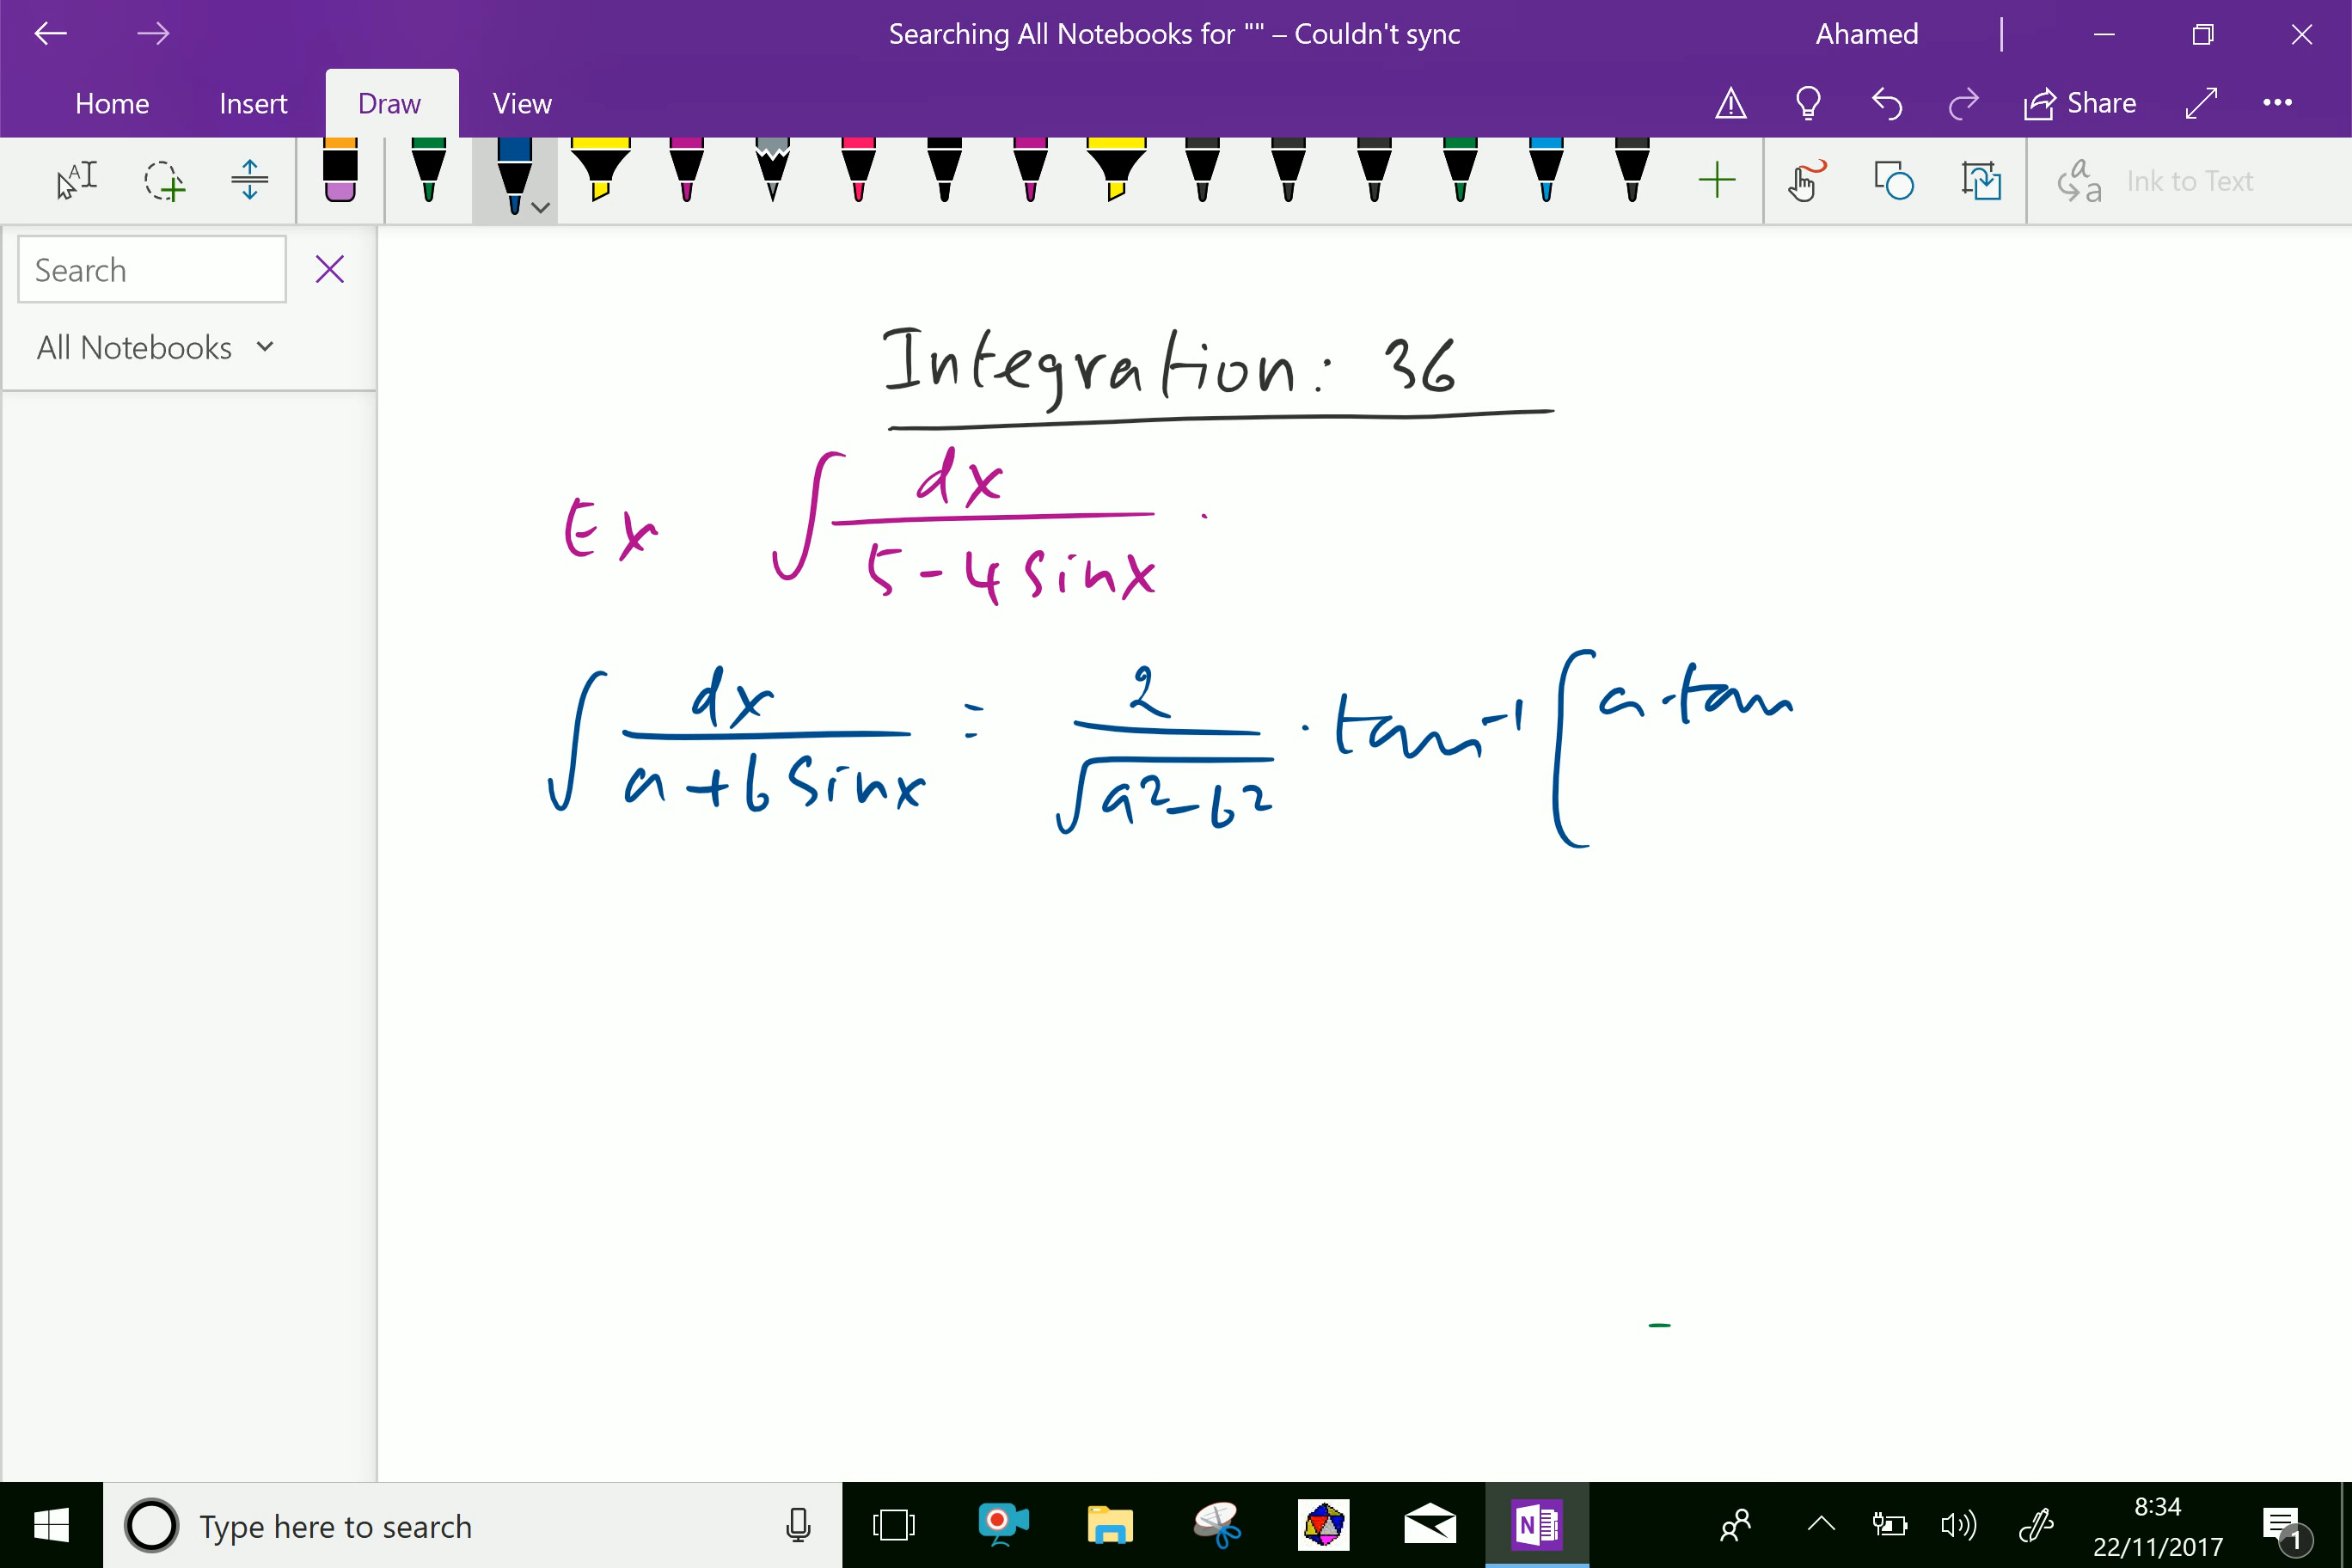 Searching All Notebooks for "" – Couldn't sync
Ahamed
Home Insert Draw View
Share
Ink to Text
Search
All Notebooks
Integration: 36
Ex ∫ dx / (5 - 4 sinx) .
∫ dx / (a + b sinx) = 2 / √(a² - b²) · tan⁻¹ [ a · tan
Type here to search
8:34
22/11/2017
1